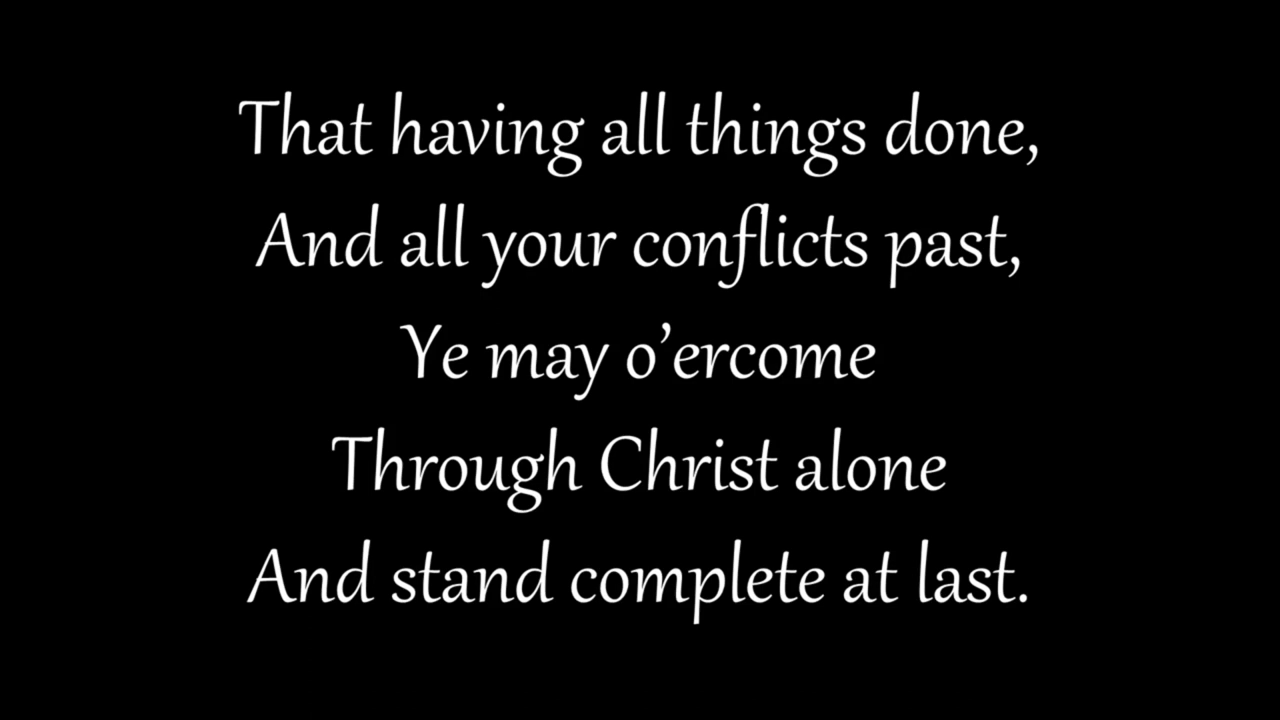 That having all things done,
And all your conflicts past,
Ye may o’ercome
Through Christ alone
And stand complete at last.